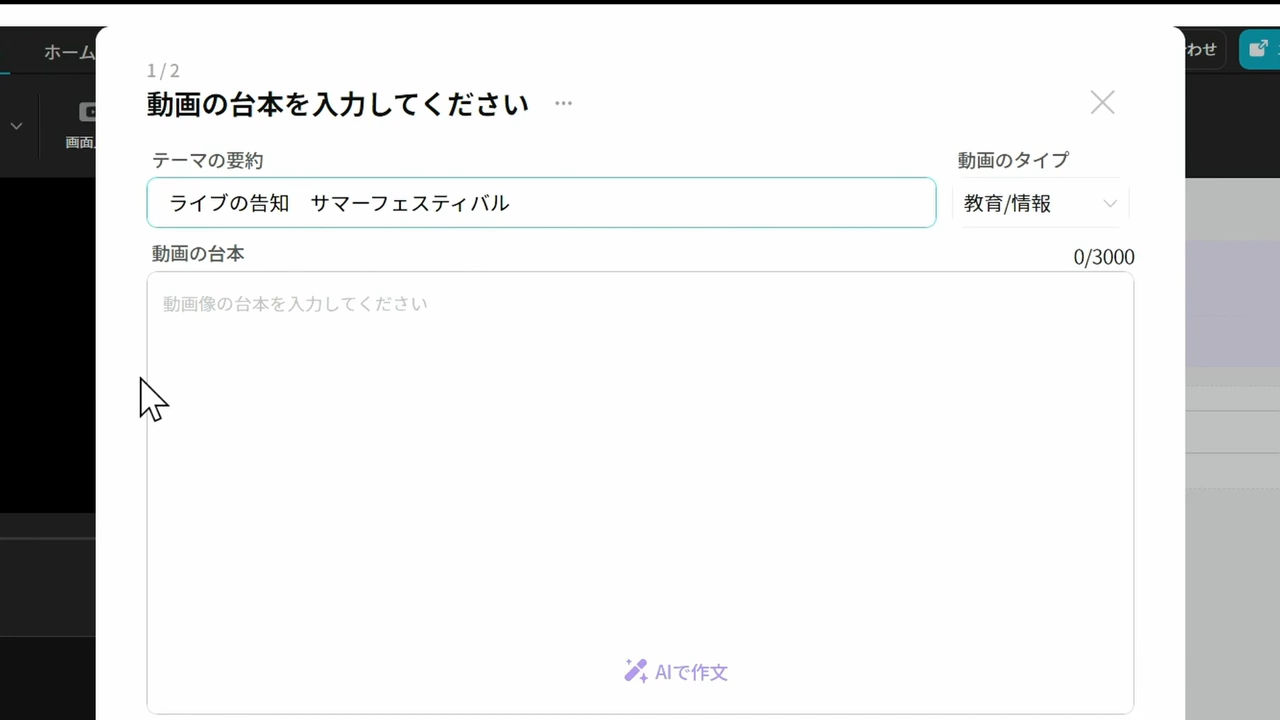 ホーム
わせ
画面
1/2
動画の台本を入力してください
テーマの要約
動画のタイプ
ライブの告知　サマーフェスティバル
教育/情報
動画の台本
0/3000
動画像の台本を入力してください
AIで作文